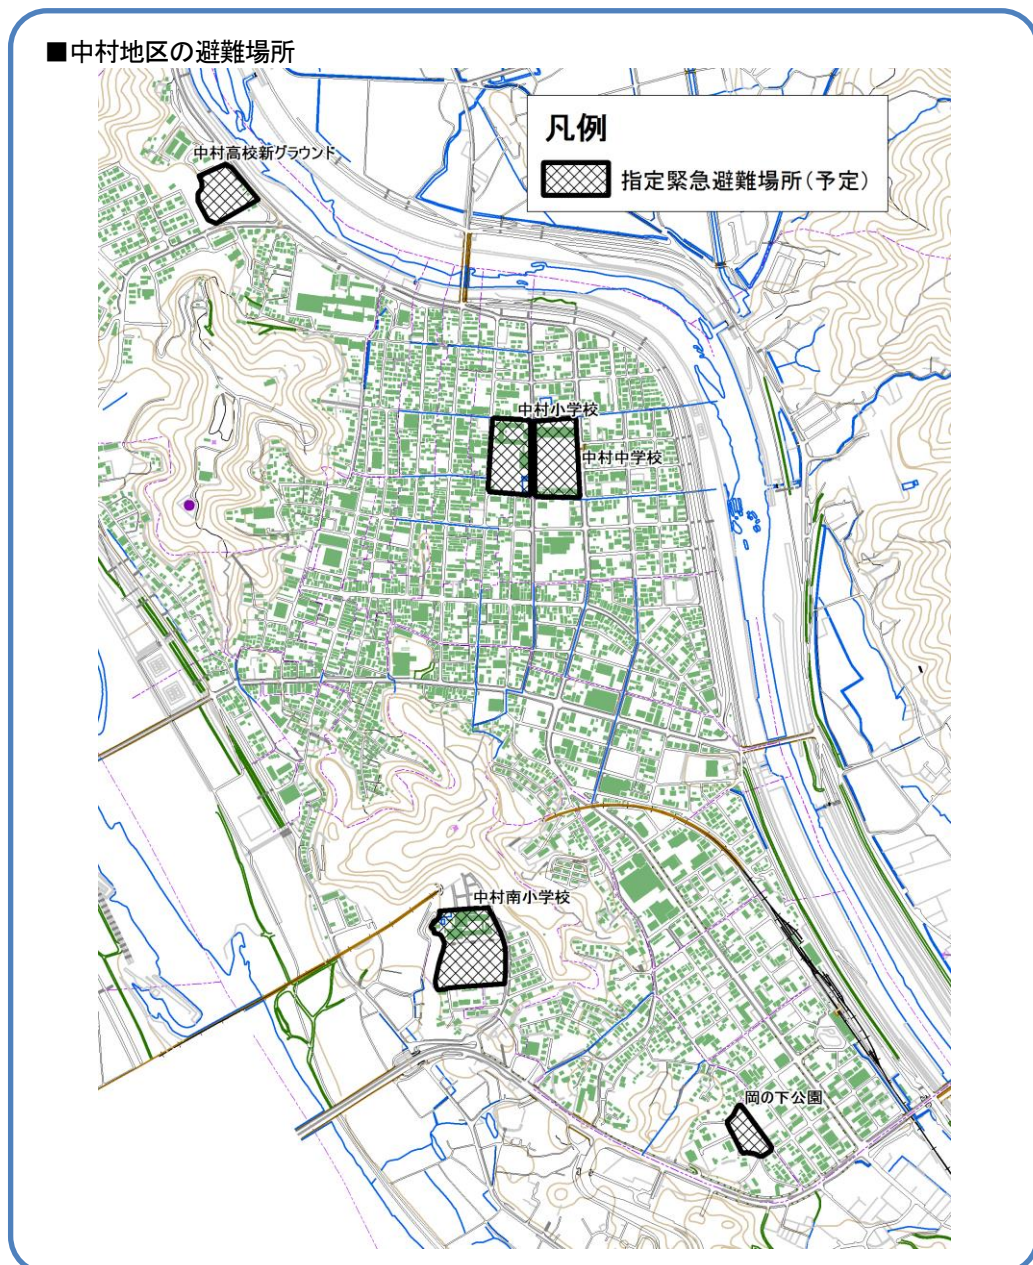 ■中村地区の避難場所
凡例
指定緊急避難場所(予定)
中村高校新グラウンド
中村小学校
中村中学校
中村南小学校
岡の下公園